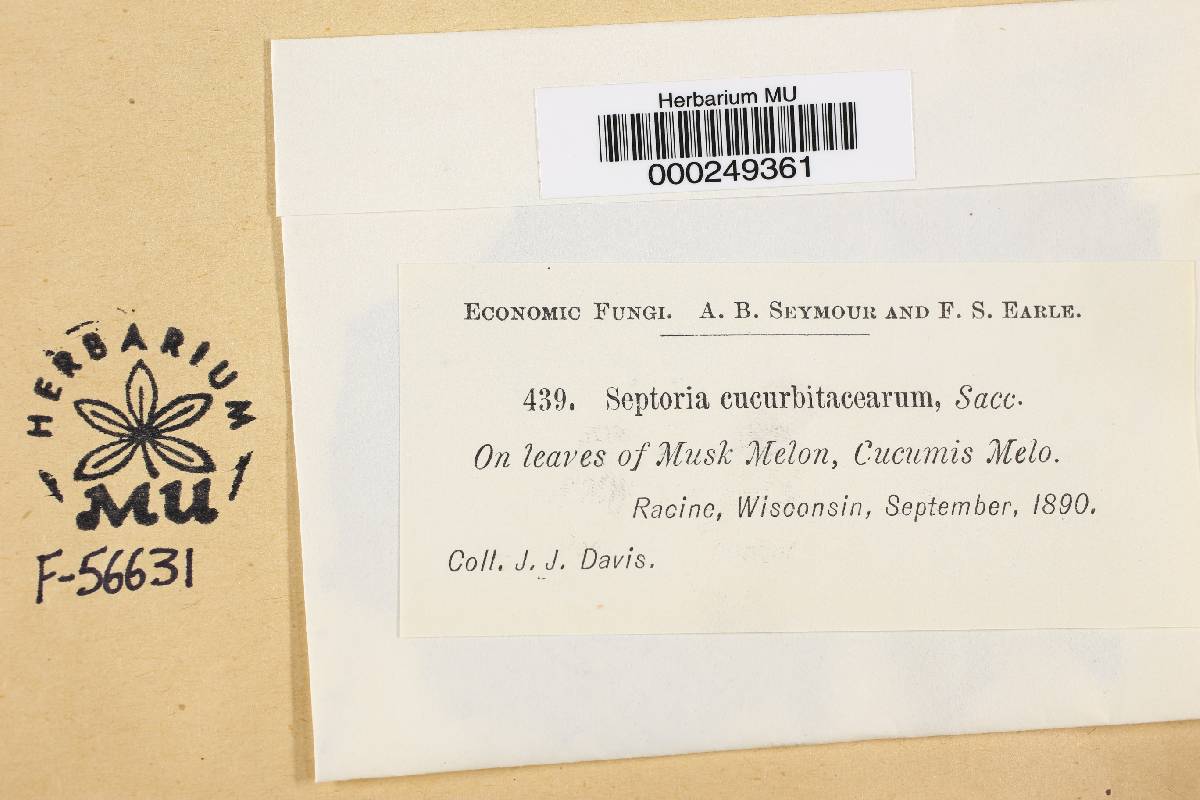 Herbarium MU
000249361
HERBARIUM
MU
F-56631
Economic Fungi. A. B. Seymour and F. S. Earle.
439. Septoria cucurbitacearum, Sacc.
On leaves of Musk Melon, Cucumis Melo.
Racine, Wisconsin, September, 1890.
Coll. J. J. Davis.